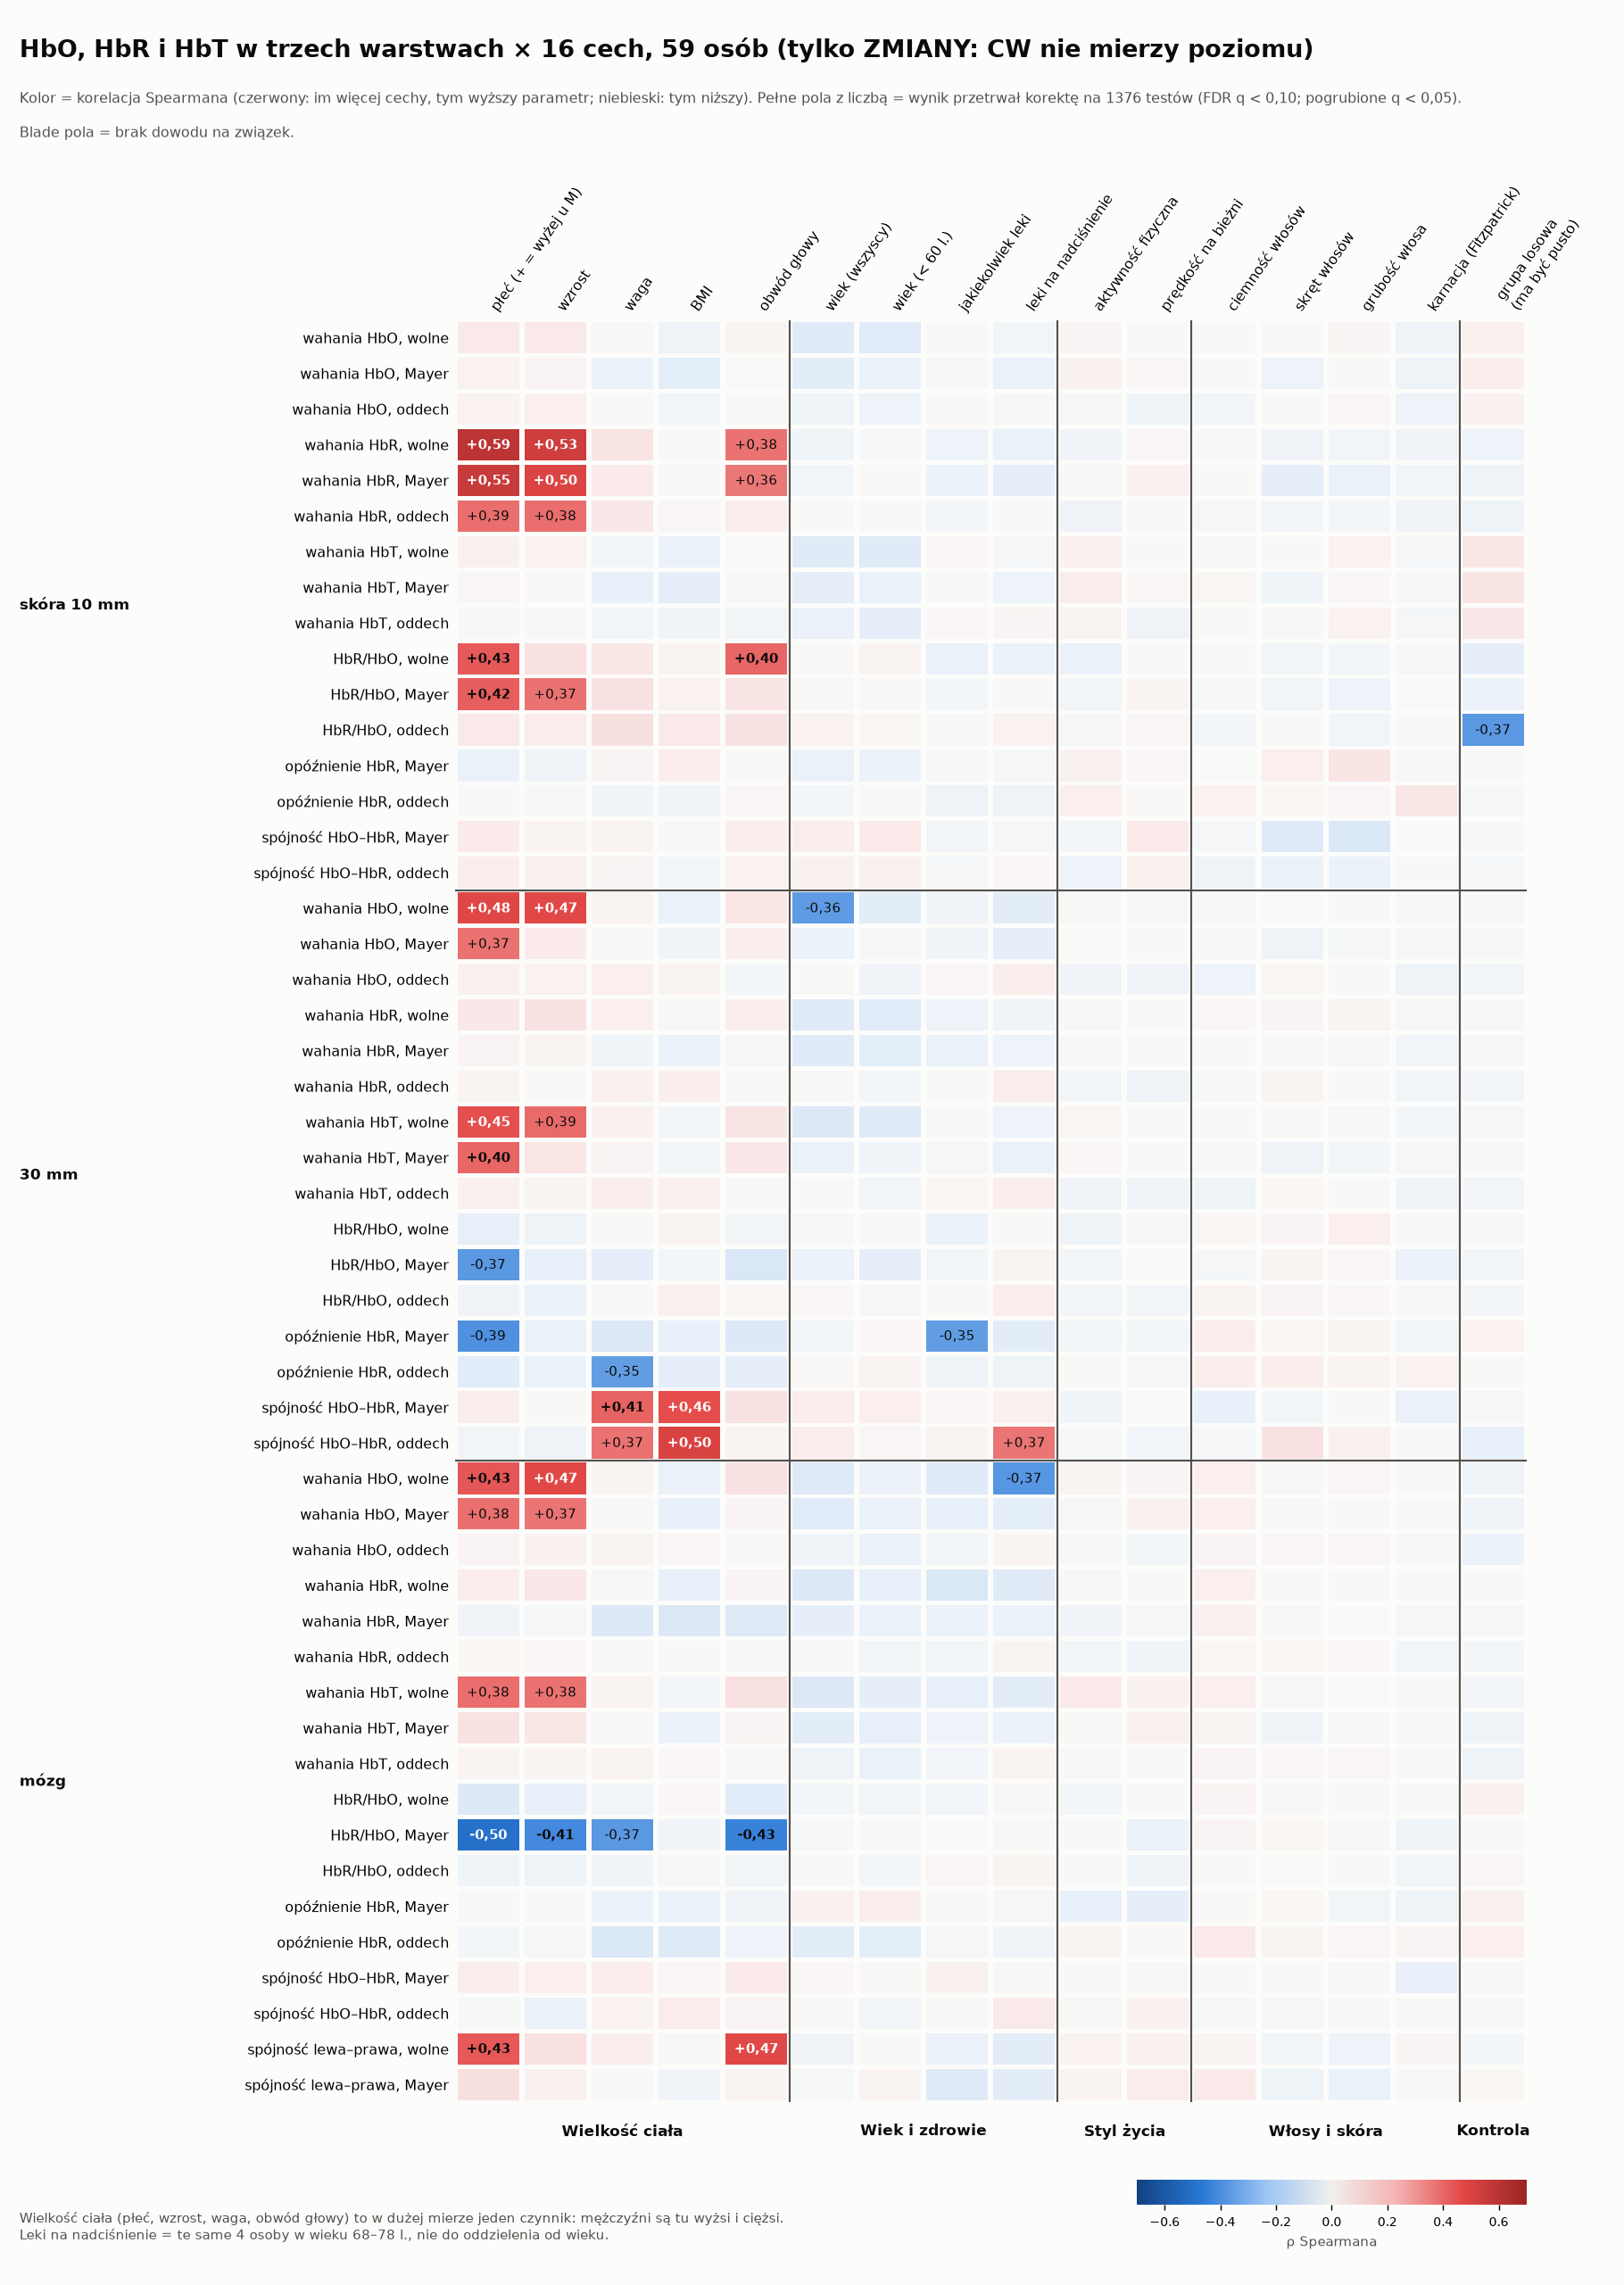 HbO, HbR i HbT w trzech warstwach × 16 cech, 59 osób (tylko ZMIANY: CW nie mierzy poziomu)
Kolor = korelacja Spearmana (czerwony: im więcej cechy, tym wyższy parametr; niebieski: tym niższy). Pełne pola z liczbą = wynik przetrwał korektę na 1376 testów (FDR q < 0,10; pogrubione q < 0,05).
Blade pola = brak dowodu na związek.
płeć (+ = wyżej u M)
wzrost
waga
BMI
obwód głowy
wiek (wszyscy)
wiek (< 60 l.)
jakiekolwiek leki
leki na nadciśnienie
aktywność fizyczna
prędkość na bieżni
ciemność włosów
skręt włosów
grubość włosa
karnacja (Fitzpatrick)
grupa losowa
(ma być pusto)
skóra 10 mm
wahania HbO, wolne
wahania HbO, Mayer
wahania HbO, oddech
wahania HbR, wolne +0,59 +0,53 +0,38
wahania HbR, Mayer +0,55 +0,50 +0,36
wahania HbR, oddech +0,39 +0,38
wahania HbT, wolne
wahania HbT, Mayer
wahania HbT, oddech
HbR/HbO, wolne +0,43 +0,40
HbR/HbO, Mayer +0,42 +0,37
HbR/HbO, oddech -0,37
opóźnienie HbR, Mayer
opóźnienie HbR, oddech
spójność HbO–HbR, Mayer
spójność HbO–HbR, oddech
30 mm
wahania HbO, wolne +0,48 +0,47 -0,36
wahania HbO, Mayer +0,37
wahania HbO, oddech
wahania HbR, wolne
wahania HbR, Mayer
wahania HbR, oddech
wahania HbT, wolne +0,45 +0,39
wahania HbT, Mayer +0,40
wahania HbT, oddech
HbR/HbO, wolne
HbR/HbO, Mayer -0,37
HbR/HbO, oddech
opóźnienie HbR, Mayer -0,39 -0,35
opóźnienie HbR, oddech -0,35
spójność HbO–HbR, Mayer +0,41 +0,46
spójność HbO–HbR, oddech +0,37 +0,50 +0,37
mózg
wahania HbO, wolne +0,43 +0,47 -0,37
wahania HbO, Mayer +0,38 +0,37
wahania HbO, oddech
wahania HbR, wolne
wahania HbR, Mayer
wahania HbR, oddech
wahania HbT, wolne +0,38 +0,38
wahania HbT, Mayer
wahania HbT, oddech
HbR/HbO, wolne
HbR/HbO, Mayer -0,50 -0,41 -0,37 -0,43
HbR/HbO, oddech
opóźnienie HbR, Mayer
opóźnienie HbR, oddech
spójność HbO–HbR, Mayer
spójność HbO–HbR, oddech
spójność lewa–prawa, wolne +0,43 +0,47
spójność lewa–prawa, Mayer
Wielkość ciała Wiek i zdrowie Styl życia Włosy i skóra Kontrola
−0.6 −0.4 −0.2 0.0 0.2 0.4 0.6
ρ Spearmana
Wielkość ciała (płeć, wzrost, waga, obwód głowy) to w dużej mierze jeden czynnik: mężczyźni są tu wyżsi i ciężsi.
Leki na nadciśnienie = te same 4 osoby w wieku 68–78 l., nie do oddzielenia od wieku.